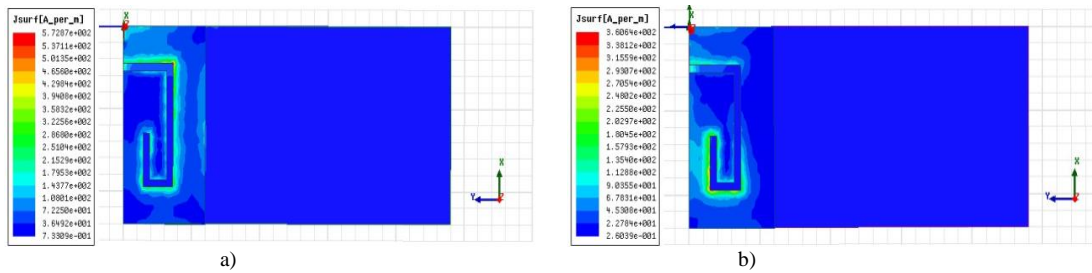 Jsurf[A_per_m]
5.7287e+002
5.3711e+002
5.0135e+002
4.6560e+002
4.2984e+002
3.9408e+002
3.5832e+002
3.2256e+002
2.8680e+002
2.5104e+002
2.1529e+002
1.7953e+002
1.4377e+002
1.0801e+002
7.2250e+001
3.6492e+001
7.3309e-001
X
Z
X
Y
Z
a)
Jsurf[A_per_m]
3.6064e+002
3.3812e+002
3.1559e+002
2.9307e+002
2.7054e+002
2.4802e+002
2.2550e+002
2.0297e+002
1.8045e+002
1.5793e+002
1.3540e+002
1.1288e+002
9.0355e+001
6.7831e+001
4.5308e+001
2.2784e+001
2.6039e-001
X
X
Y
Z
b)